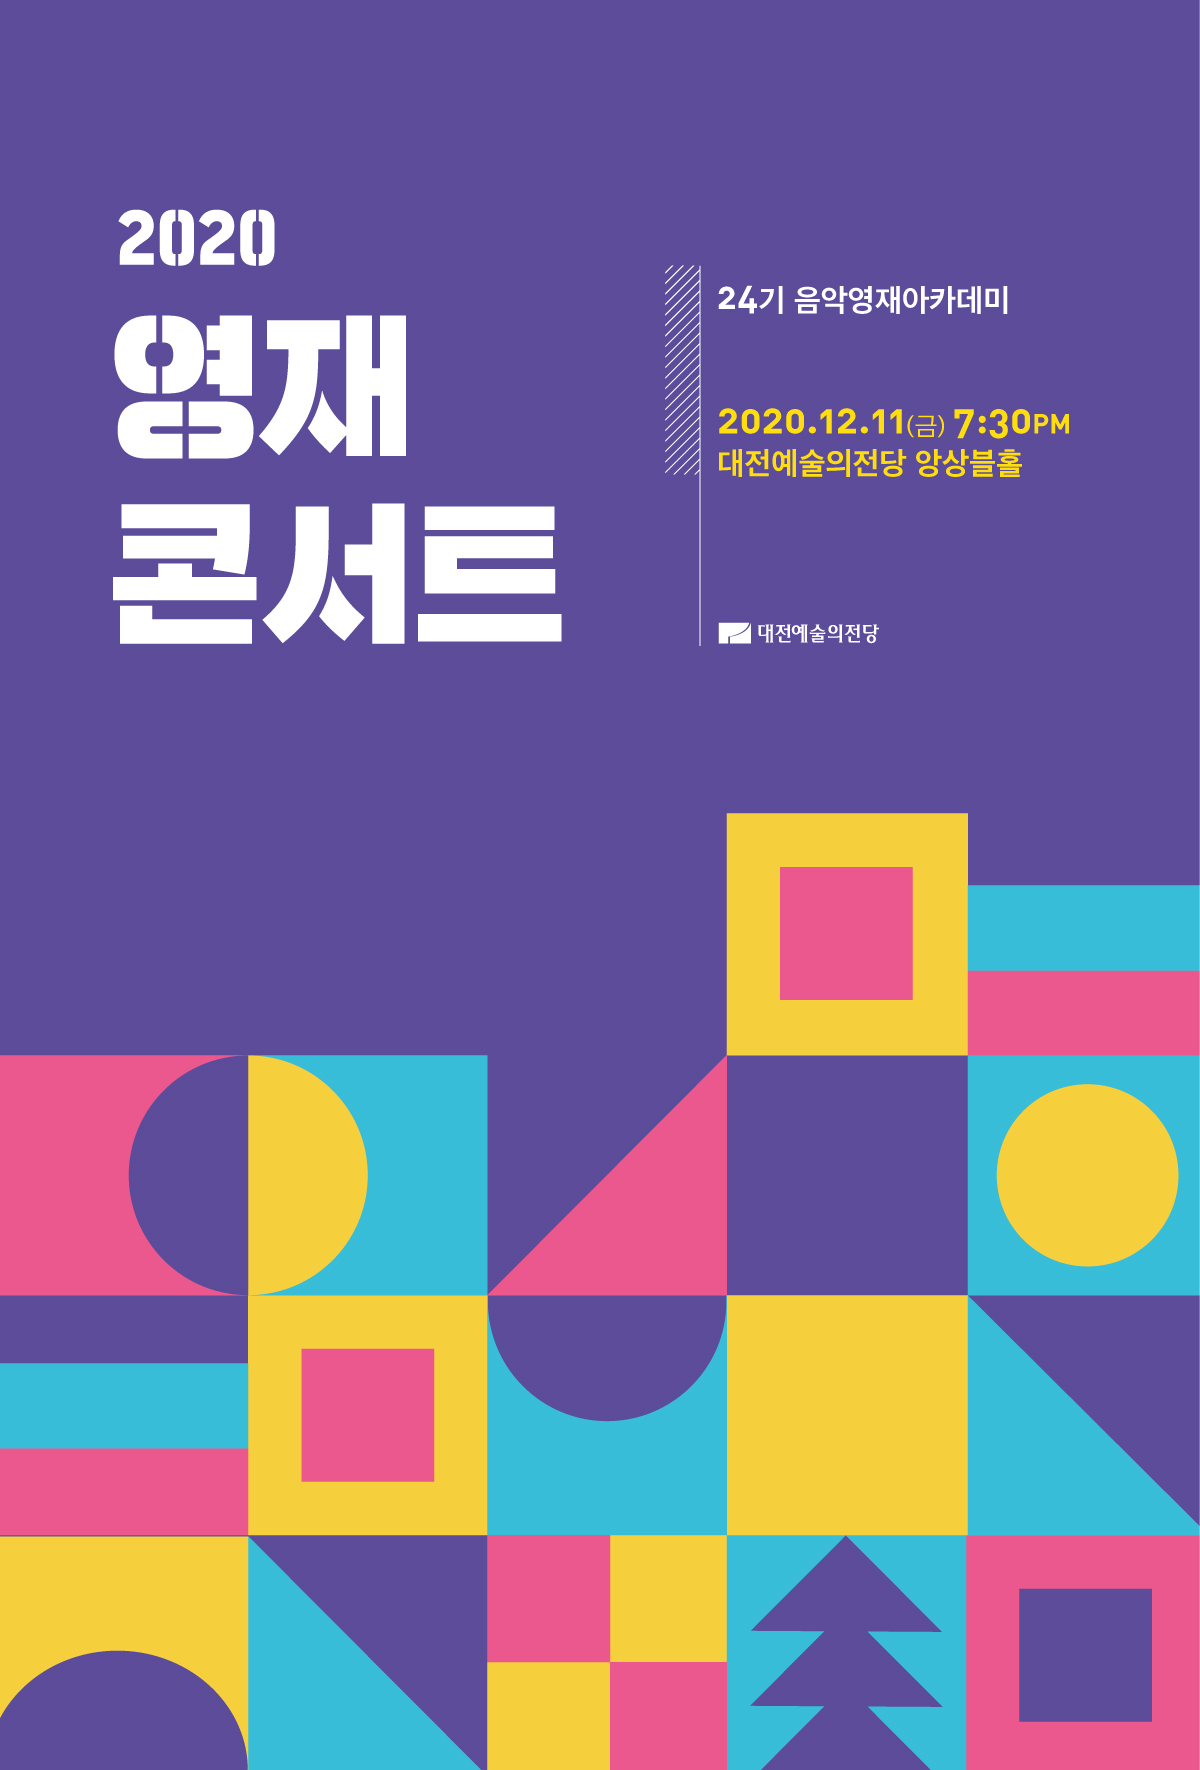 2020
영재
콘서트
24기 음악영재아카데미
2020.12.11(금) 7:30PM
대전예술의전당 앙상블홀
대전예술의전당